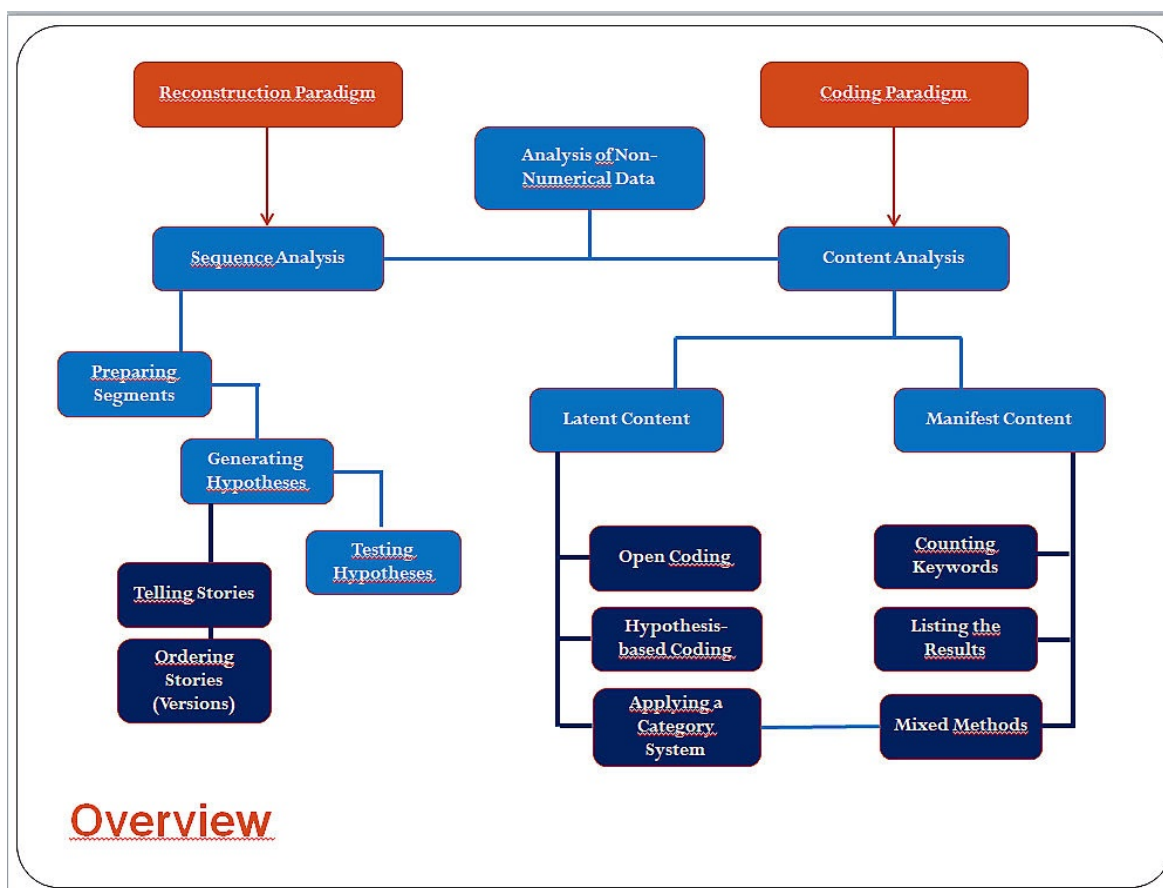 Reconstruction Paradigm
Coding Paradigm
Analysis of Non-
Numerical Data
Sequence Analysis
Content Analysis
Preparing
Segments
Generating
Hypotheses
Testing
Hypotheses
Telling Stories
Ordering
Stories
(Versions)
Latent Content
Manifest Content
Open Coding
Hypothesis-
based Coding
Applying a
Category
System
Counting
Keywords
Listing the
Results
Mixed Methods
Overview